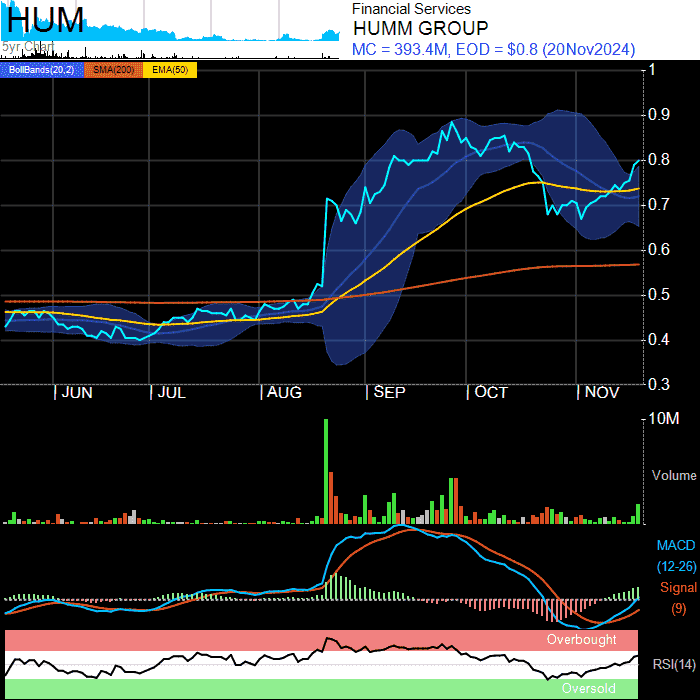 HUM
5yr Chart
Financial Services
HUMM GROUP
MC = 393.4M, EOD = $0.8 (20Nov2024)
BollBands(20,2) SMA(200) EMA(50)
1
0.9
0.8
0.7
0.6
0.5
0.4
0.3
JUN JUL AUG SEP OCT NOV
10M
Volume
MACD
(12-26)
Signal
(9)
Overbought
RSI(14)
Oversold